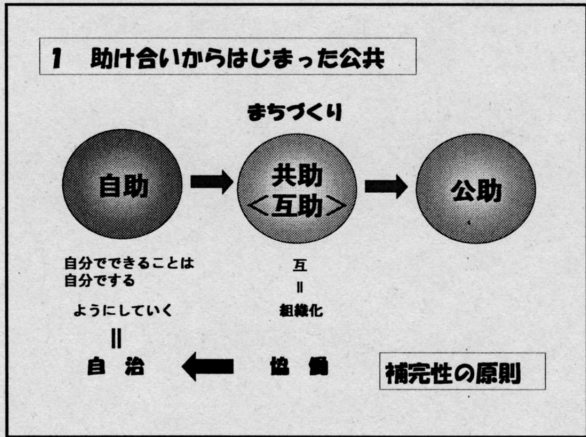 1 助け合いからはじまった公共
まちづくり
自助
共助
<互助>
公助
自分でできることは
自分でする
ようにしていく
||
自治
互
||
組織化
協働
補完性の原則